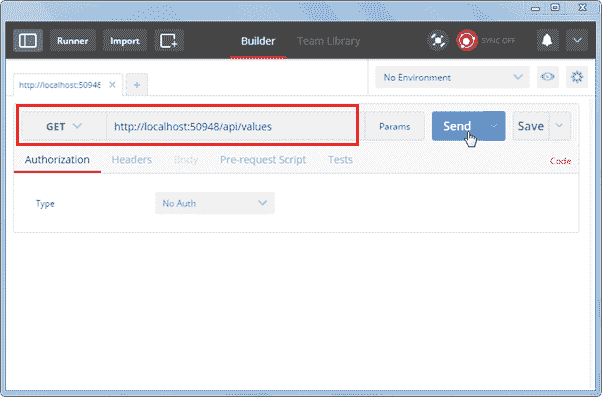 Runner Import Builder Team Library SYNC OFF
http://localhost:50948 No Environment
GET http://localhost:50948/api/values Params Send Save
Authorization Headers Body Pre-request Script Tests Code
Type No Auth